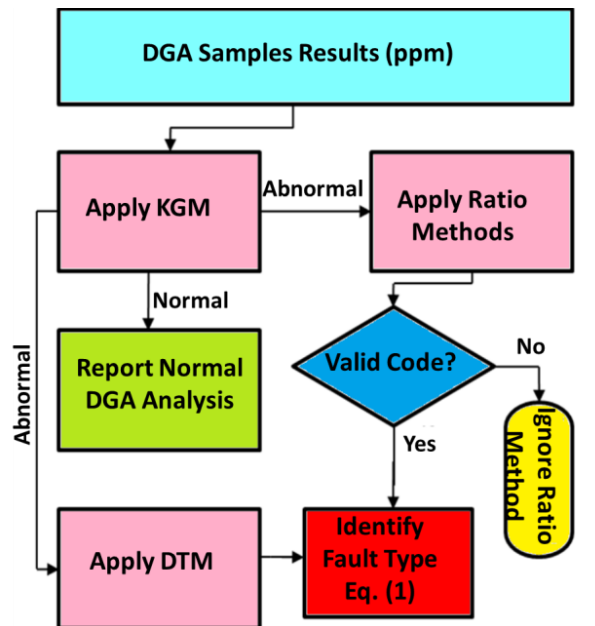 DGA Samples Results (ppm)
Apply KGM
Abnormal
Apply Ratio
Methods
Normal
Abnormal
Report Normal
DGA Analysis
Valid Code?
No
Yes
Ignore Ratio
Method
Apply DTM
Identify
Fault Type
Eq. (1)